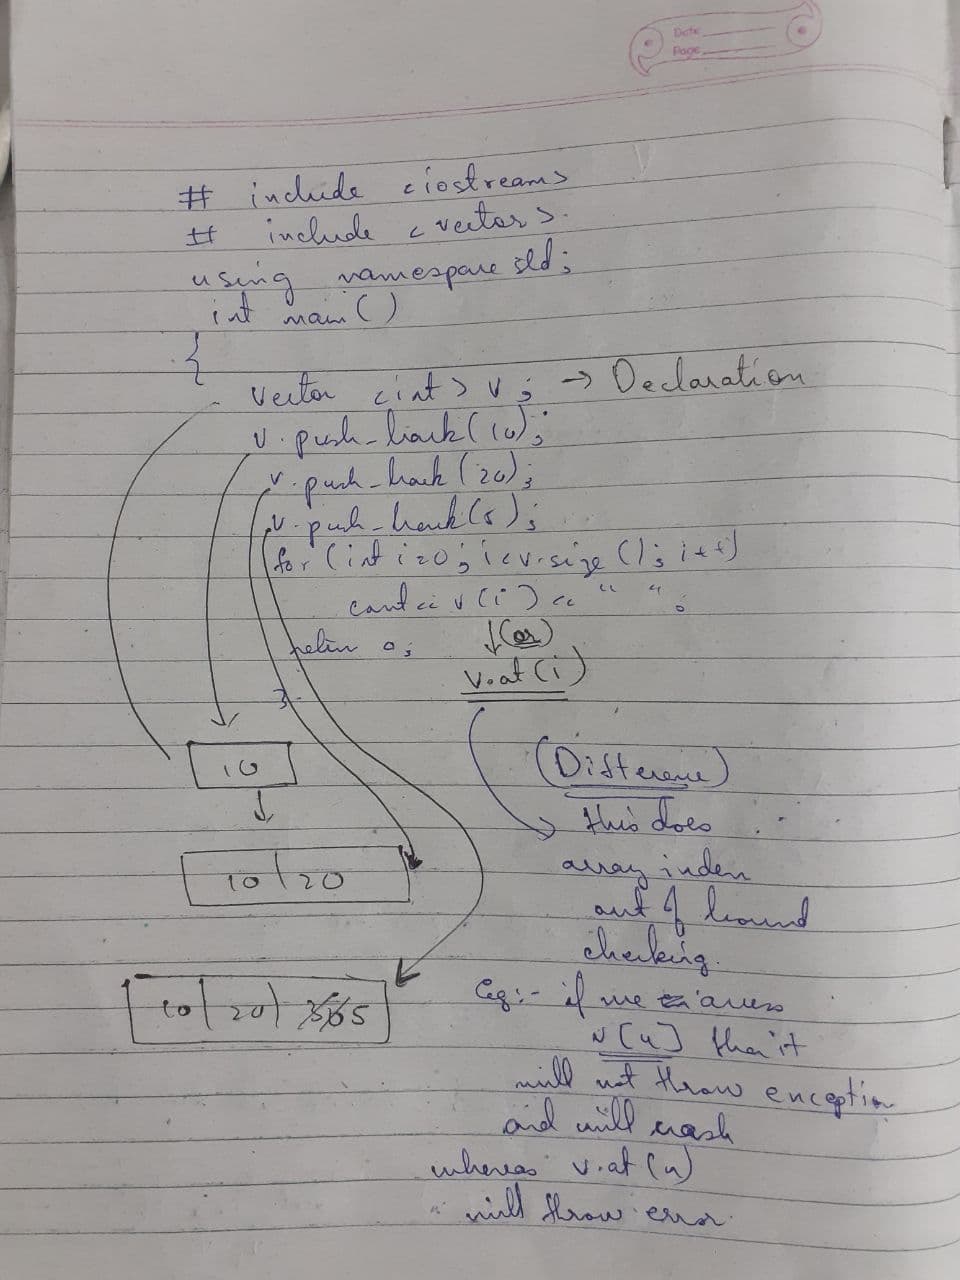 Date
Page
# include <iostream>
# include <vector>
using namespace std;
int main()
{
vector <int> v; → Declaration
v.push_back(10);
v.push_back(20);
v.push_back(5);
for (int i=0; i<v.size(); i++)
cout << v[i] << " ";
return 0;
↓(or)
v.at(i)
}
10
↓
10 | 20
10 | 20 | 5
(Difference)
this does
array index
out of bound
checking.
Eg:- if we access
v[n] then it
will not throw exception
and will crash
whereas v.at(n)
will throw error.